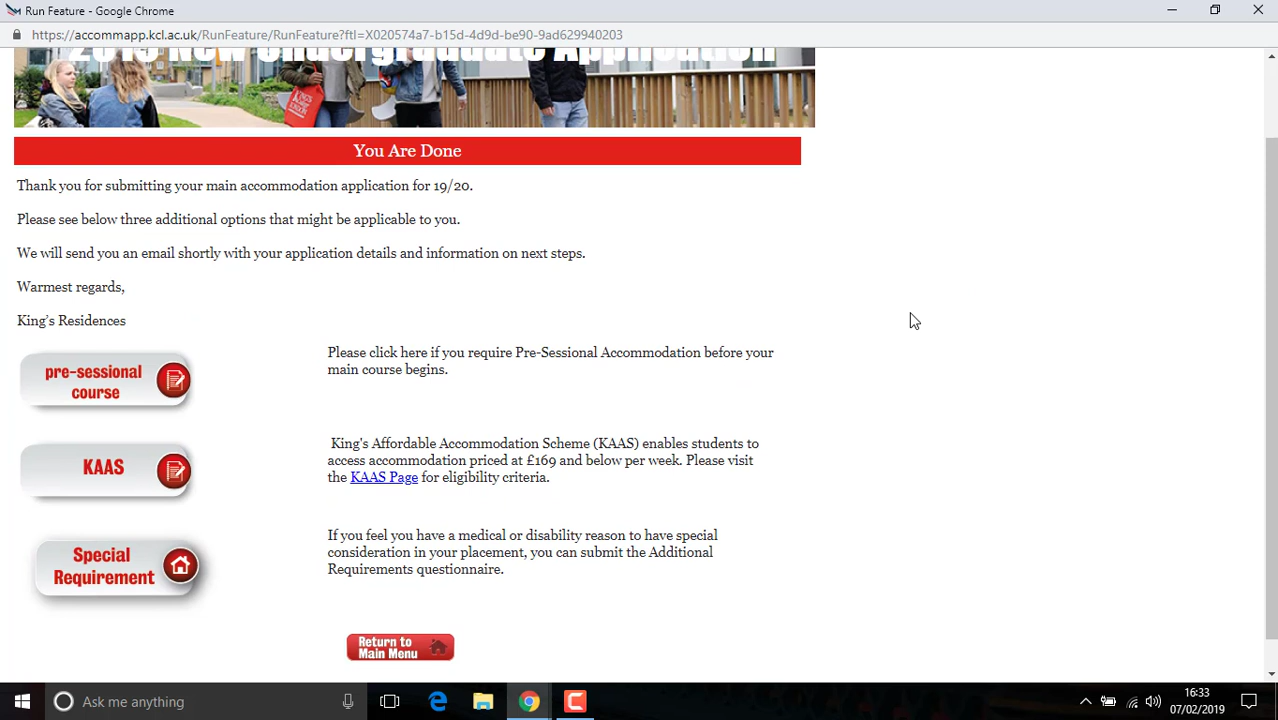 Run Feature - Google Chrome
https://accommapp.kcl.ac.uk/RunFeature/RunFeature?ftl=X020574a7-b15d-4d9d-be90-9ad629940203
2019 New Undergraduate Application
KING'S
LONDON
You Are Done
Thank you for submitting your main accommodation application for 19/20.
Please see below three additional options that might be applicable to you.
We will send you an email shortly with your application details and information on next steps.
Warmest regards,
King's Residences
pre-sessional
course
Please click here if you require Pre-Sessional Accommodation before your
main course begins.
KAAS
King's Affordable Accommodation Scheme (KAAS) enables students to
access accommodation priced at £169 and below per week. Please visit
the KAAS Page for eligibility criteria.
Special
Requirement
If you feel you have a medical or disability reason to have special
consideration in your placement, you can submit the Additional
Requirements questionnaire.
Return to
Main Menu
Ask me anything
16:33
07/02/2019